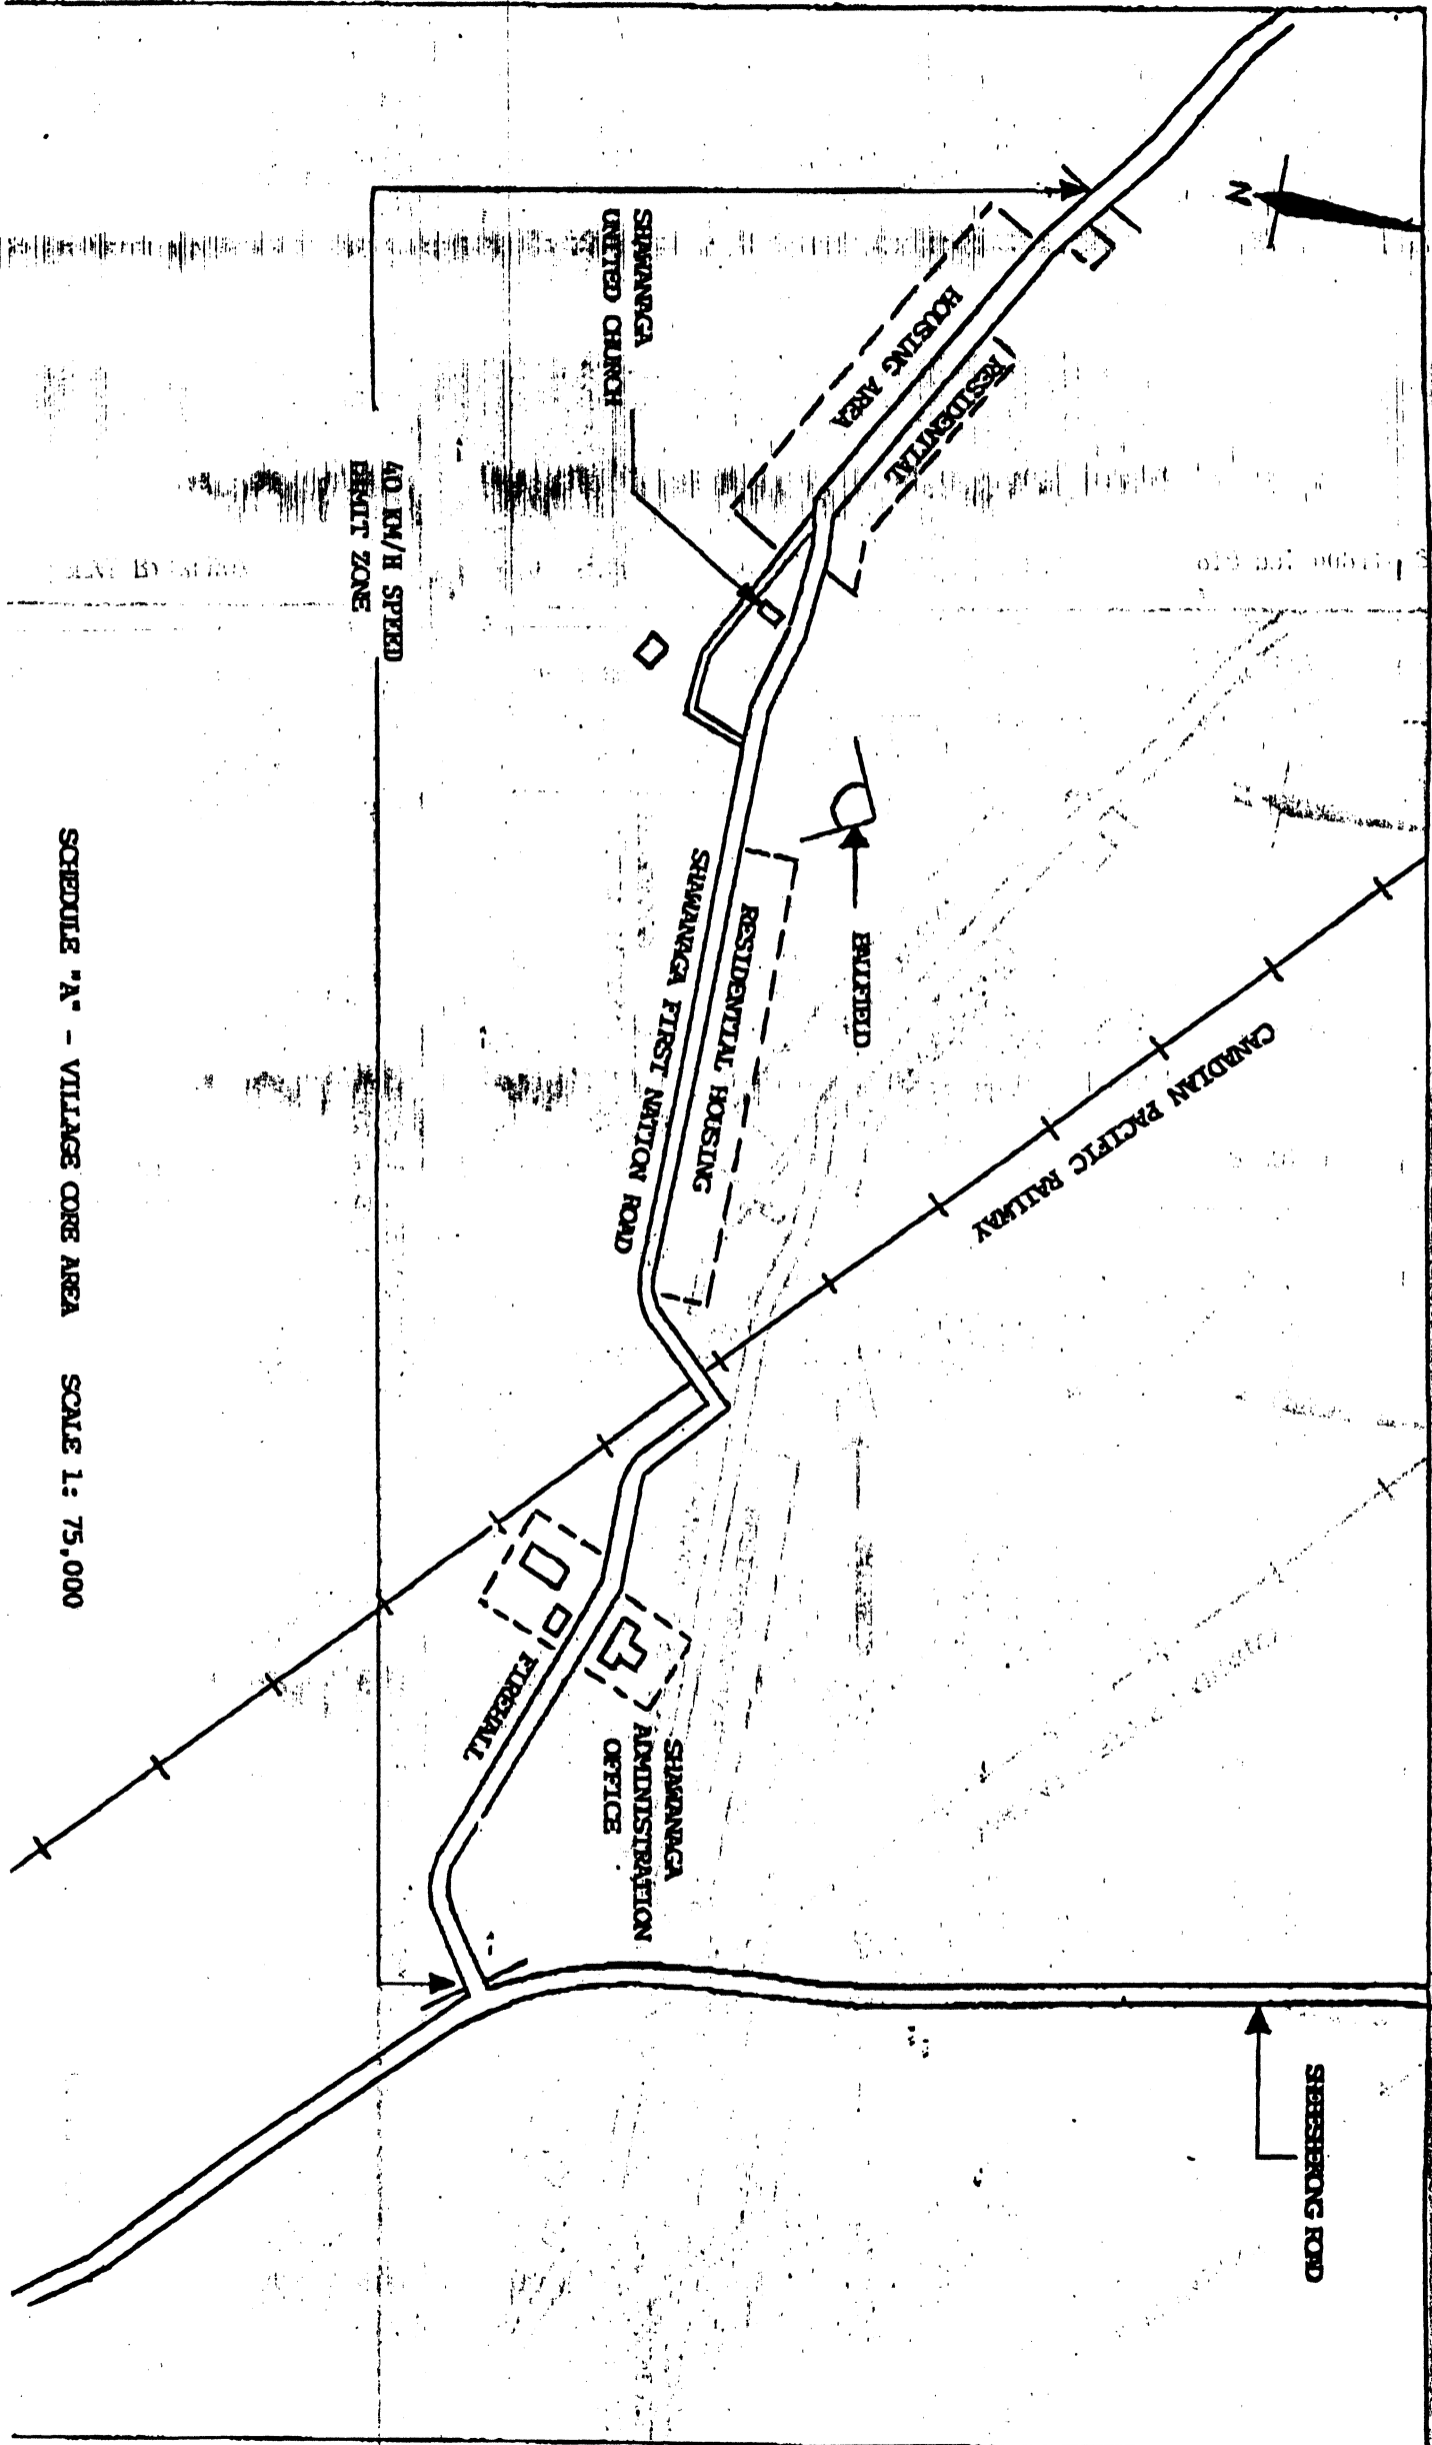 N
SHEESHEKONG ROAD
CANADIAN PACIFIC RAILWAY
RESIDENTIAL
HOUSING AREA
BALLFIELD
RESIDENTIAL HOUSING
SHAWANAGA FIRST NATION ROAD
SHAWANAGA
UNITED CHURCH
SHAWANAGA
ADMINISTRATION
OFFICE
FIREHALL
40 KM/H SPEED
LIMIT ZONE
SCHEDULE "A" - VILLAGE CORE AREA SCALE 1: 75,000